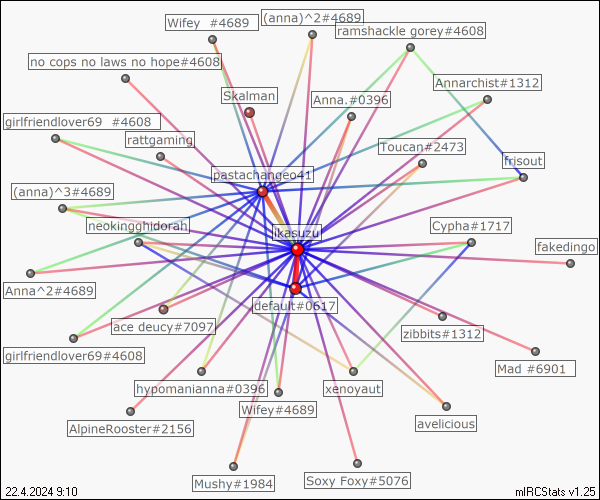 Wifey #4689
(anna)^2#4689
ramshackle gorey#4608
no cops no laws no hope#4608
Annarchist#1312
Skalman
Anna.#0396
girlfriendlover69 #4608
rattgaming
Toucan#2473
frisout
pastachangeo41
(anna)^3#4689
neokingghidorah
ikasuzu
Cypha#1717
fakedingo
Anna^2#4689
default#0617
ace deucy#7097
zibbits#1312
girlfriendlover69#4608
Mad #6901
hypomanianna#0396
xenoyaut
Wifey#4689
avelicious
AlpineRooster#2156
Mushy#1984
Soxy Foxy#5076
22.4.2024 9:10
mIRCStats v1.25